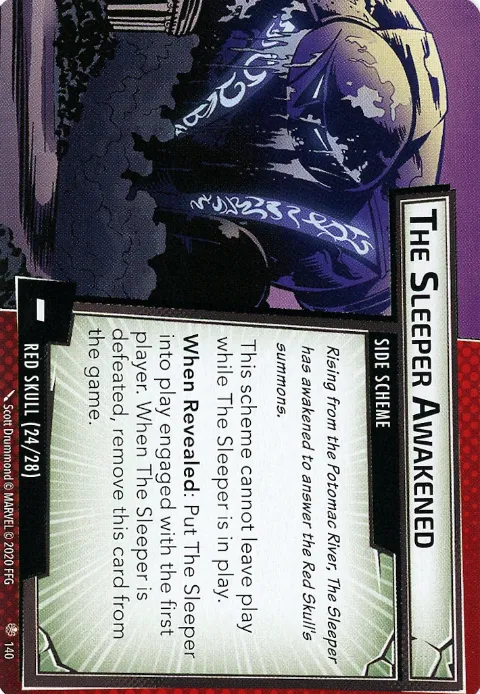 THE SLEEPER AWAKENED
SIDE SCHEME
Rising from the Potomac River, The Sleeper
has awakened to answer the Red Skull's
summons.
This scheme cannot leave play
while The Sleeper is in play.
When Revealed: Put The Sleeper
into play engaged with the first
player. When The Sleeper is
defeated, remove this card from
the game.
–
RED SKULL (24/28)
Scott Drummond © MARVEL © 2020 FFG
140